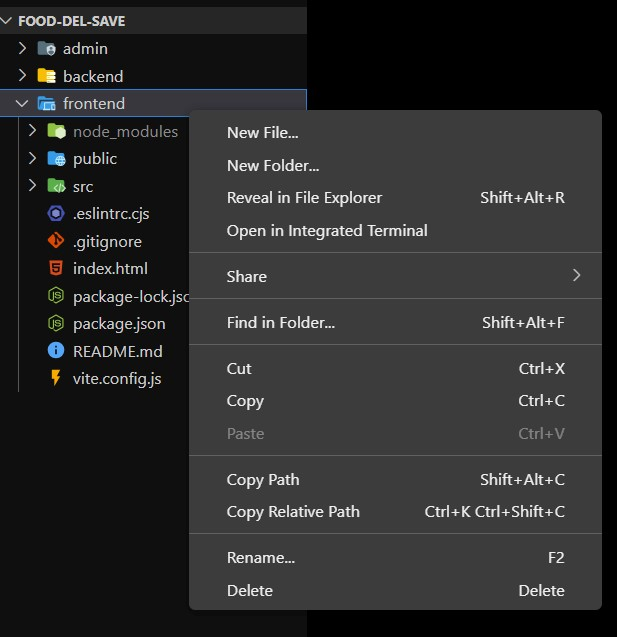 FOOD-DEL-SAVE
admin
backend
frontend
node_modules
public
src
.eslintrc.cjs
.gitignore
index.html
package-lock.jsc
package.json
README.md
vite.config.js
New File...
New Folder...
Reveal in File Explorer Shift+Alt+R
Open in Integrated Terminal
Share
Find in Folder... Shift+Alt+F
Cut Ctrl+X
Copy Ctrl+C
Paste Ctrl+V
Copy Path Shift+Alt+C
Copy Relative Path Ctrl+K Ctrl+Shift+C
Rename... F2
Delete Delete